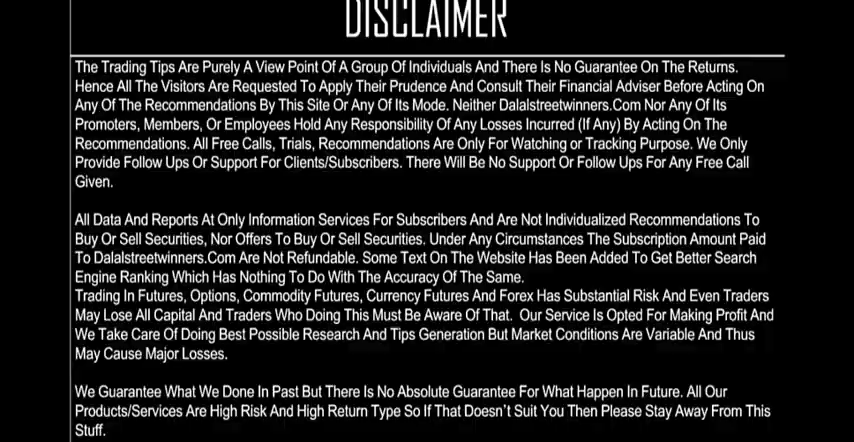 DISCLAIMER
The Trading Tips Are Purely A View Point Of A Group Of Individuals And There Is No Guarantee On The Returns.
Hence All The Visitors Are Requested To Apply Their Prudence And Consult Their Financial Adviser Before Acting On
Any Of The Recommendations By This Site Or Any Of Its Mode. Neither Dalalstreetwinners.Com Nor Any Of Its
Promoters, Members, Or Employees Hold Any Responsibility Of Any Losses Incurred (If Any) By Acting On The
Recommendations. All Free Calls, Trials, Recommendations Are Only For Watching or Tracking Purpose. We Only
Provide Follow Ups Or Support For Clients/Subscribers. There Will Be No Support Or Follow Ups For Any Free Call
Given.
All Data And Reports At Only Information Services For Subscribers And Are Not Individualized Recommendations To
Buy Or Sell Securities, Nor Offers To Buy Or Sell Securities. Under Any Circumstances The Subscription Amount Paid
To Dalalstreetwinners.Com Are Not Refundable. Some Text On The Website Has Been Added To Get Better Search
Engine Ranking Which Has Nothing To Do With The Accuracy Of The Same.
Trading In Futures, Options, Commodity Futures, Currency Futures And Forex Has Substantial Risk And Even Traders
May Lose All Capital And Traders Who Doing This Must Be Aware Of That. Our Service Is Opted For Making Profit And
We Take Care Of Doing Best Possible Research And Tips Generation But Market Conditions Are Variable And Thus
May Cause Major Losses.
We Guarantee What We Done In Past But There Is No Absolute Guarantee For What Happen In Future. All Our
Products/Services Are High Risk And High Return Type So If That Doesn't Suit You Then Please Stay Away From This
Stuff.